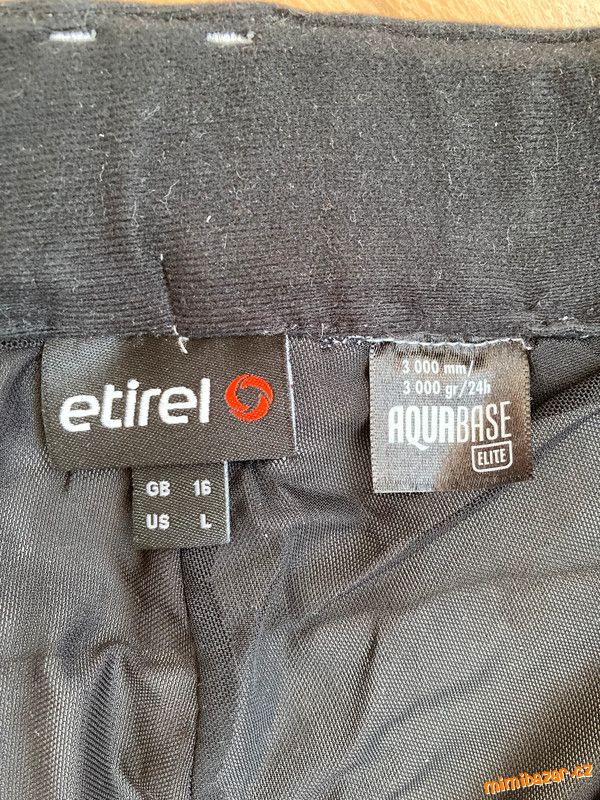 etirel
GB 16
US L
3 000 mm/
3 000 gr/24h
AQUABASE
ELITE
mimibazar.cz